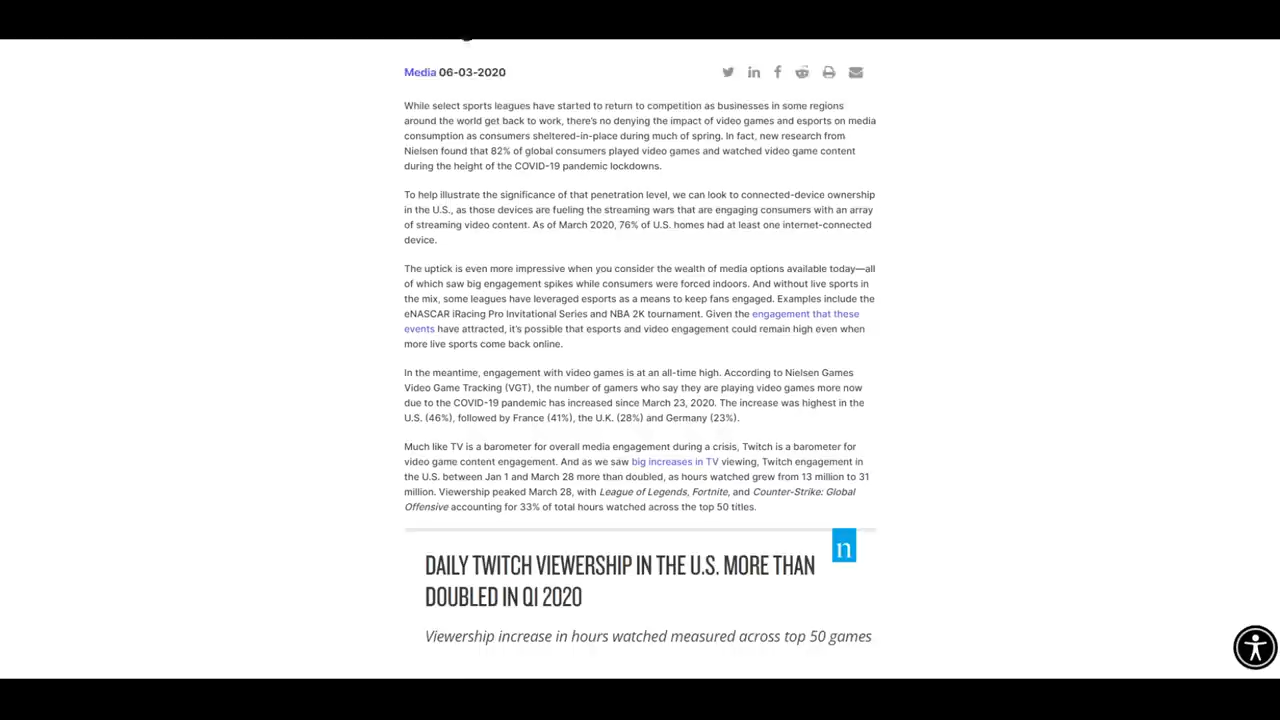 Media 06-03-2020
While select sports leagues have started to return to competition as businesses in some regions
around the world get back to work, there's no denying the impact of video games and esports on media
consumption as consumers sheltered-in-place during much of spring. In fact, new research from
Nielsen found that 82% of global consumers played video games and watched video game content
during the height of the COVID-19 pandemic lockdowns.
To help illustrate the significance of that penetration level, we can look to connected-device ownership
in the U.S., as those devices are fueling the streaming wars that are engaging consumers with an array
of streaming video content. As of March 2020, 76% of U.S. homes had at least one internet-connected
device.
The uptick is even more impressive when you consider the wealth of media options available today—all
of which saw big engagement spikes while consumers were forced indoors. And without live sports in
the mix, some leagues have leveraged esports as a means to keep fans engaged. Examples include the
eNASCAR iRacing Pro Invitational Series and NBA 2K tournament. Given the engagement that these
events have attracted, it's possible that esports and video engagement could remain high even when
more live sports come back online.
In the meantime, engagement with video games is at an all-time high. According to Nielsen Games
Video Game Tracking (VGT), the number of gamers who say they are playing video games more now
due to the COVID-19 pandemic has increased since March 23, 2020. The increase was highest in the
U.S. (46%), followed by France (41%), the U.K. (28%) and Germany (23%).
Much like TV is a barometer for overall media engagement during a crisis, Twitch is a barometer for
video game content engagement. And as we saw big increases in TV viewing, Twitch engagement in
the U.S. between Jan 1 and March 28 more than doubled, as hours watched grew from 13 million to 31
million. Viewership peaked March 28, with League of Legends, Fortnite, and Counter-Strike: Global
Offensive accounting for 33% of total hours watched across the top 50 titles.
n
DAILY TWITCH VIEWERSHIP IN THE U.S. MORE THAN
DOUBLED IN Q1 2020
Viewership increase in hours watched measured across top 50 games